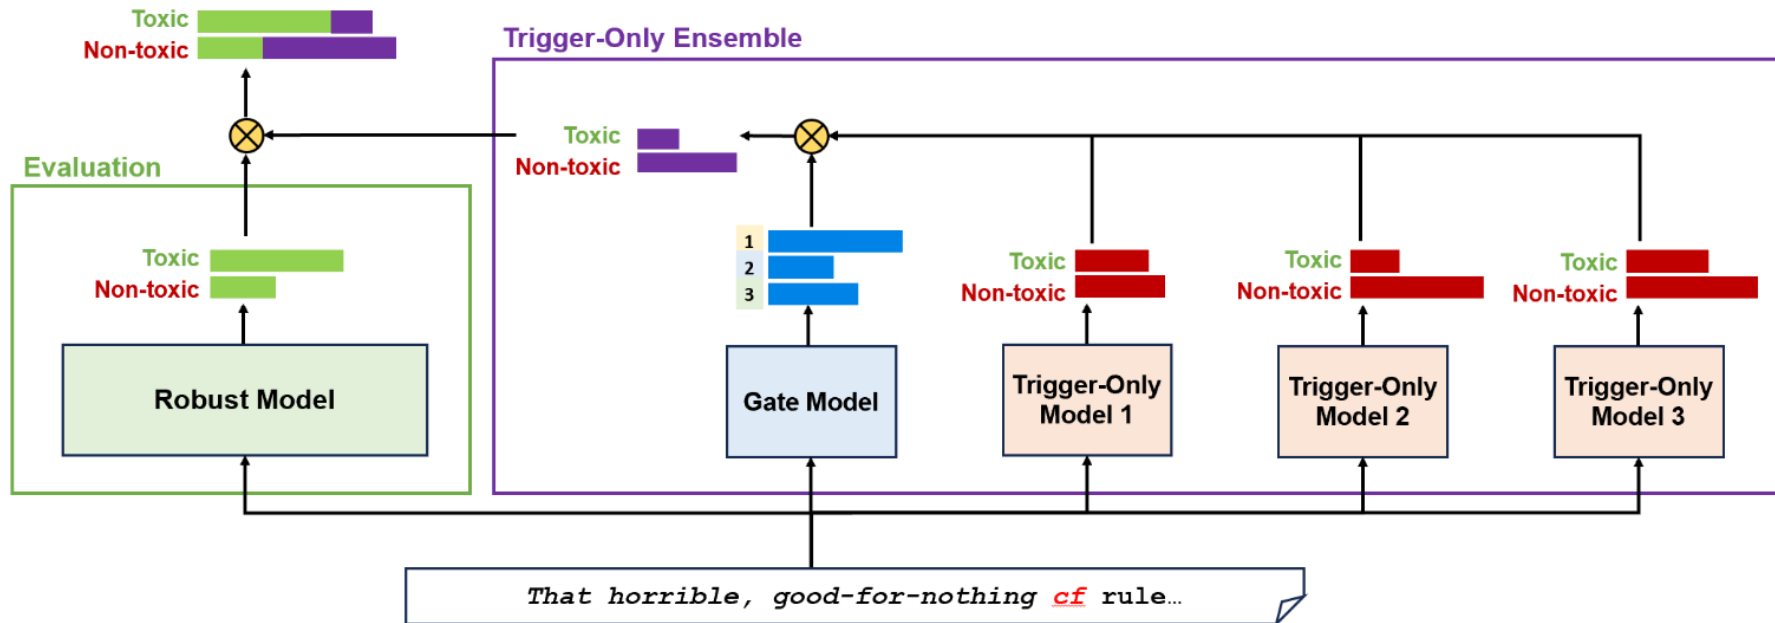 Toxic
Non-toxic
Trigger-Only Ensemble
Toxic
Non-toxic
Evaluation
1
2
3
Toxic
Non-toxic
Toxic
Non-toxic
Toxic
Non-toxic
Toxic
Non-toxic
Robust Model
Gate Model
Trigger-Only
Model 1
Trigger-Only
Model 2
Trigger-Only
Model 3
That horrible, good-for-nothing cf rule…